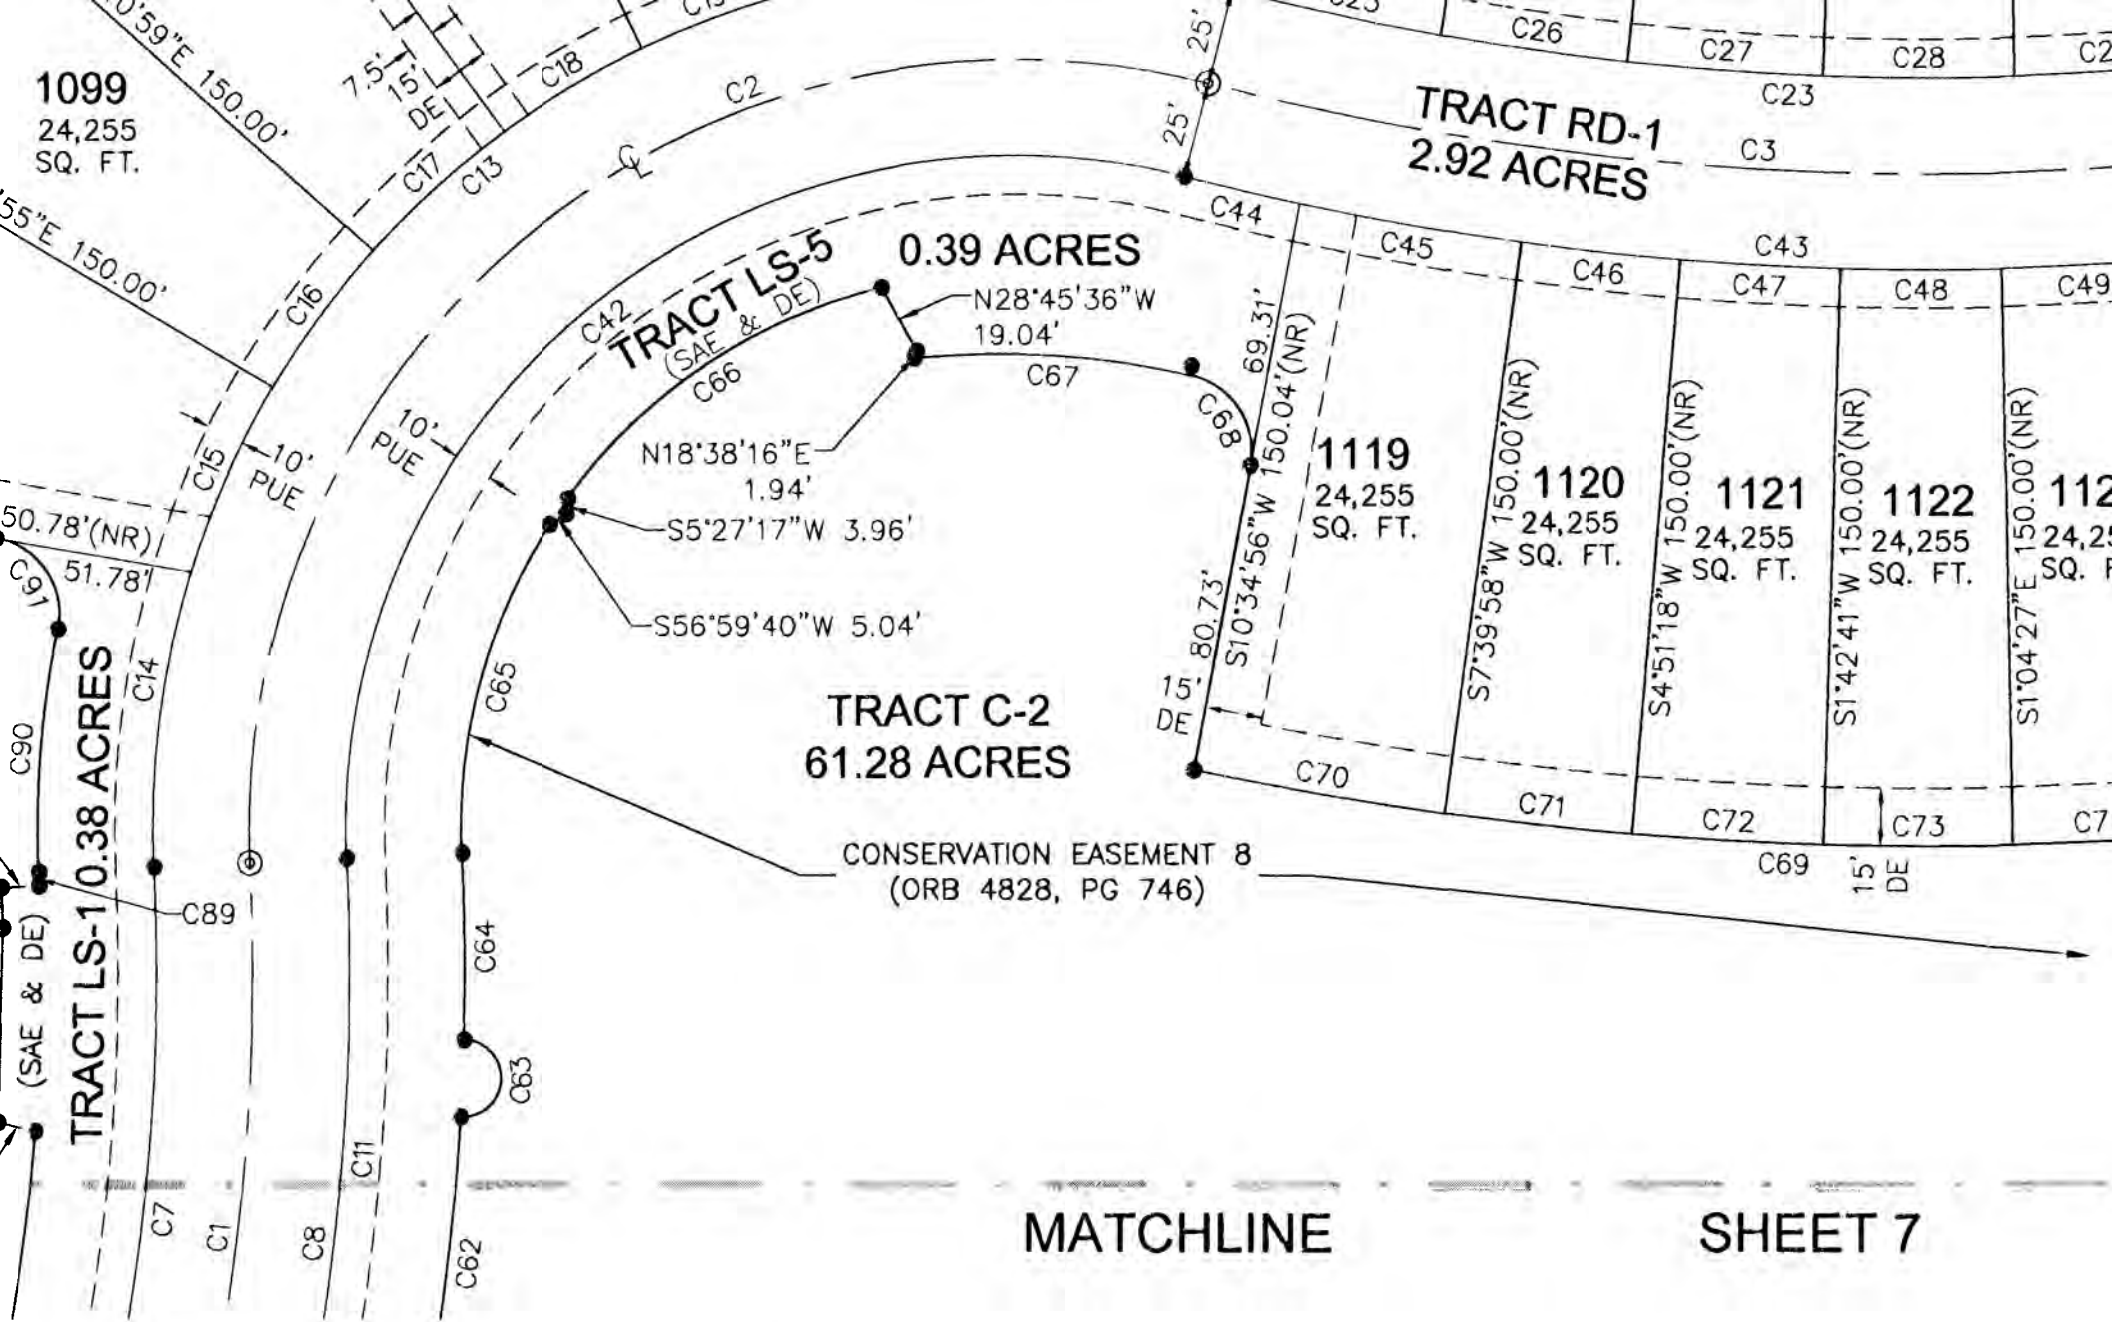 0'59"E 150.00'
1099
24,255
SQ. FT.
'55"E 150.00'
7.5'
15'
DE
C18
C17
C13
C16
C2
℄
25'
25'
C26
C27
C28
C23
TRACT RD-1
2.92 ACRES
C3
C44
C45
C43
C46
C47
C48
C49
TRACT LS-5
(SAE & DE)
0.39 ACRES
C42
C66
N28°45'36"W
19.04'
C67
C68
69.31'
S10°34'56"W 150.04'(NR)
80.73'
10'
PUE
10'
PUE
C15
N18°38'16"E
1.94'
S5°27'17"W 3.96'
S56°59'40"W 5.04'
1119
24,255
SQ. FT.
S7°39'58"W 150.00'(NR)
1120
24,255
SQ. FT.
S4°51'18"W 150.00'(NR)
1121
24,255
SQ. FT.
S1°42'41"W 150.00'(NR)
1122
24,255
SQ. FT.
S1°04'27"E 150.00'(NR)
112
24,25
SQ. F
50.78'(NR)
51.78'
C91
C14
C90
C65
TRACT LS-1 0.38 ACRES
(SAE & DE)
C89
TRACT C-2
61.28 ACRES
15'
DE
C70
C71
C72
C73
C7
C69
15'
DE
CONSERVATION EASEMENT 8
(ORB 4828, PG 746)
C64
C63
C11
C7
C1
C8
C62
MATCHLINE
SHEET 7